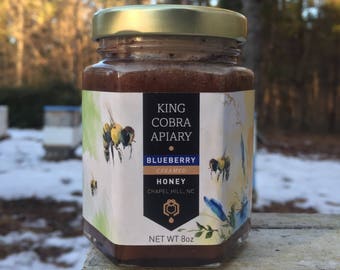 KING
COBRA
APIARY
BLUEBERRY
CREAMED
HONEY
CHAPEL HILL, NC
NET WT 8oz